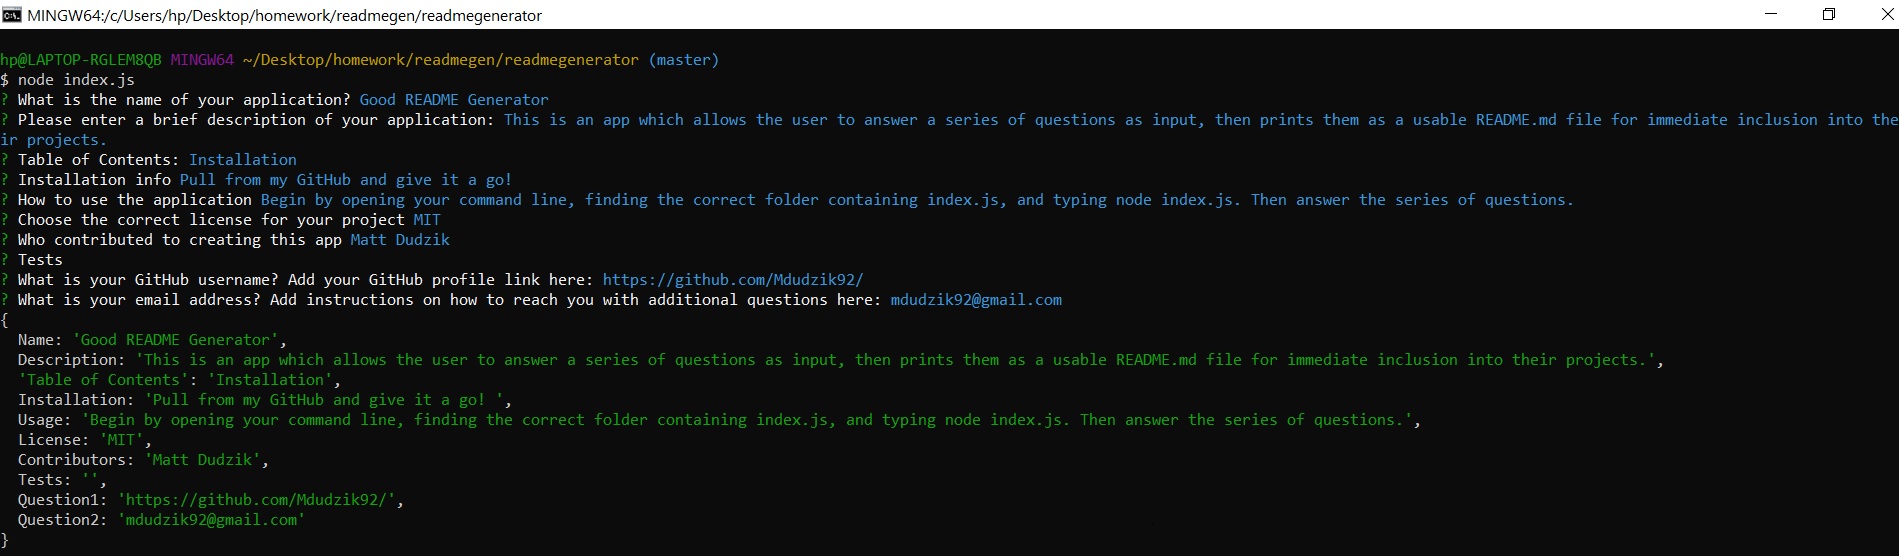 MINGW64:/c/Users/hp/Desktop/homework/readmegen/readmegenerator
hp@LAPTOP-RGLEM8QB MINGW64 ~/Desktop/homework/readmegen/readmegenerator (master)
$ node index.js
? What is the name of your application? Good README Generator
? Please enter a brief description of your application: This is an app which allows the user to answer a series of questions as input, then prints them as a usable README.md file for immediate inclusion into the
ir projects.
? Table of Contents: Installation
? Installation info Pull from my GitHub and give it a go!
? How to use the application Begin by opening your command line, finding the correct folder containing index.js, and typing node index.js. Then answer the series of questions.
? Choose the correct license for your project MIT
? Who contributed to creating this app Matt Dudzik
? Tests
? What is your GitHub username? Add your GitHub profile link here: https://github.com/Mdudzik92/
? What is your email address? Add instructions on how to reach you with additional questions here: mdudzik92@gmail.com
{
  Name: 'Good README Generator',
  Description: 'This is an app which allows the user to answer a series of questions as input, then prints them as a usable README.md file for immediate inclusion into their projects.',
  'Table of Contents': 'Installation',
  Installation: 'Pull from my GitHub and give it a go! ',
  Usage: 'Begin by opening your command line, finding the correct folder containing index.js, and typing node index.js. Then answer the series of questions.',
  License: 'MIT',
  Contributors: 'Matt Dudzik',
  Tests: '',
  Question1: 'https://github.com/Mdudzik92/',
  Question2: 'mdudzik92@gmail.com'
}